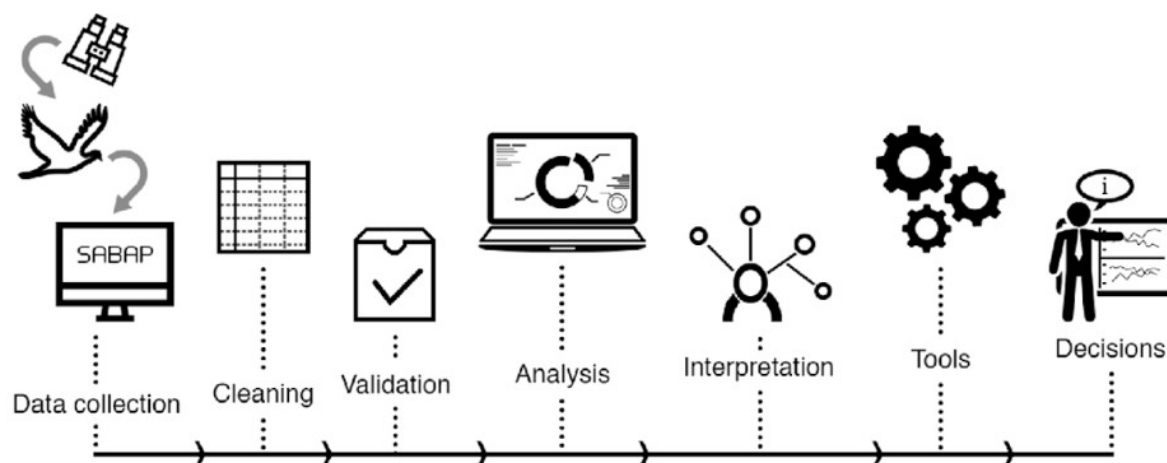 SABAP
i
Data collection
Cleaning
Validation
Analysis
Interpretation
Tools
Decisions